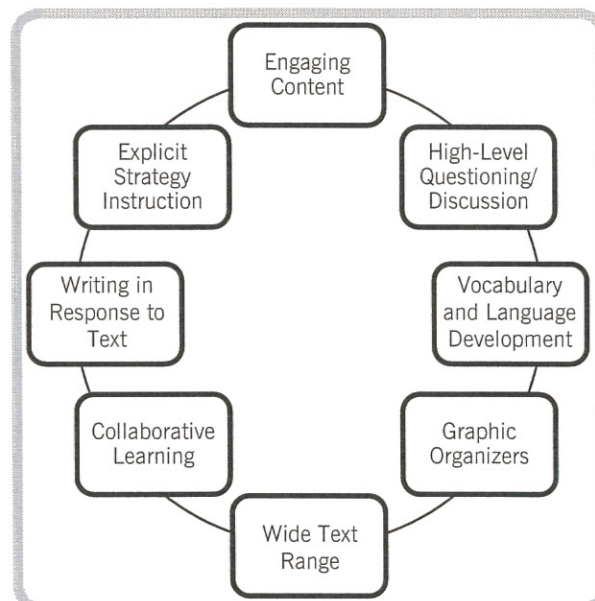 Engaging
Content
High-Level
Questioning/
Discussion
Vocabulary
and Language
Development
Graphic
Organizers
Wide Text
Range
Collaborative
Learning
Writing in
Response to
Text
Explicit
Strategy
Instruction